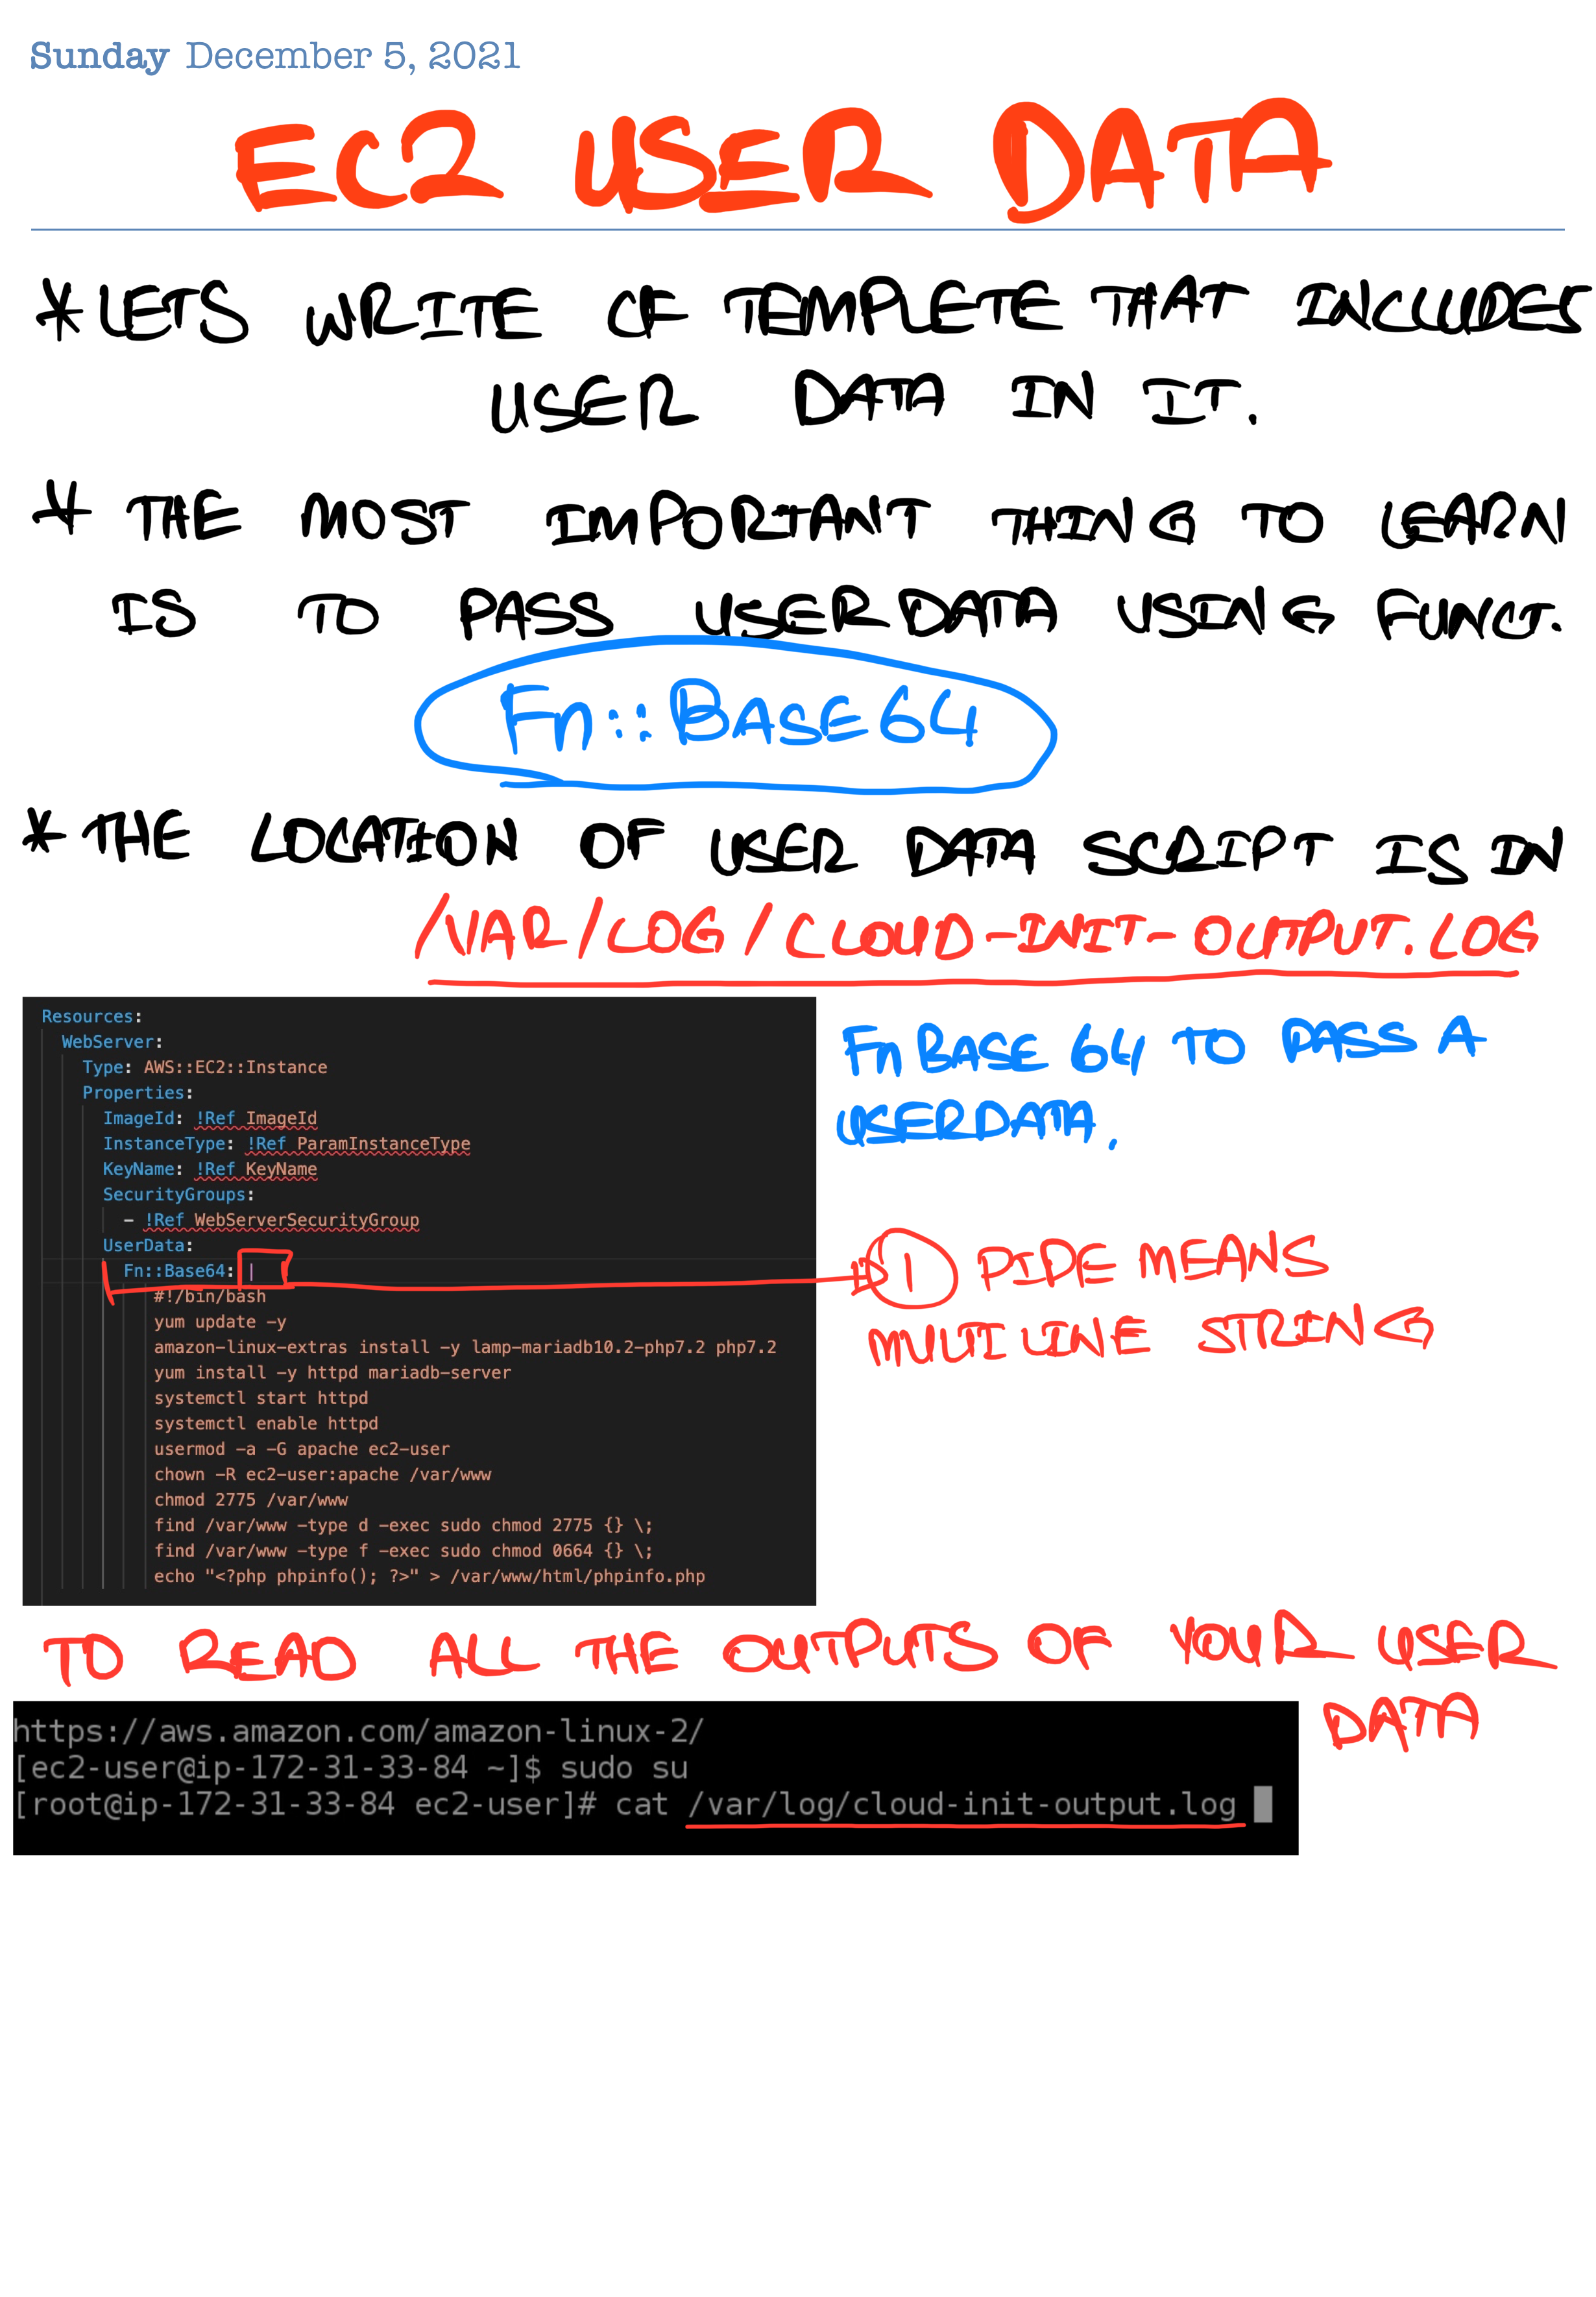 Sunday December 5, 2021
EC2 USER DATA
* LETS WRITE CF TEMPLETE THAT INCLUDES
USER DATA IN IT.
* THE MOST IMPORTANT THING TO LEARN
IS TO PASS USER DATA USING FUNCT.
Fn::BASE64
* THE LOCATION OF USER DATA SCRIPT IS IN
/VAR/LOG/CLOUD-INIT-OUTPUT.LOG
Resources:
WebServer:
Type: AWS::EC2::Instance
Properties:
ImageId: !Ref ImageId
InstanceType: !Ref ParamInstanceType
KeyName: !Ref KeyName
SecurityGroups:
- !Ref WebServerSecurityGroup
UserData:
Fn::Base64: |
#!/bin/bash
yum update -y
amazon-linux-extras install -y lamp-mariadb10.2-php7.2 php7.2
yum install -y httpd mariadb-server
systemctl start httpd
systemctl enable httpd
usermod -a -G apache ec2-user
chown -R ec2-user:apache /var/www
chmod 2775 /var/www
find /var/www -type d -exec sudo chmod 2775 {} \;
find /var/www -type f -exec sudo chmod 0664 {} \;
echo "<?php phpinfo(); ?>" > /var/www/html/phpinfo.php
Fn BASE 64 TO PASS A
USERDATA.
| PIPE MEANS
MULTILINE STRING
TO READ ALL THE OUTPUTS OF YOUR USER
DATA
https://aws.amazon.com/amazon-linux-2/
[ec2-user@ip-172-31-33-84 ~]$ sudo su
[root@ip-172-31-33-84 ec2-user]# cat /var/log/cloud-init-output.log